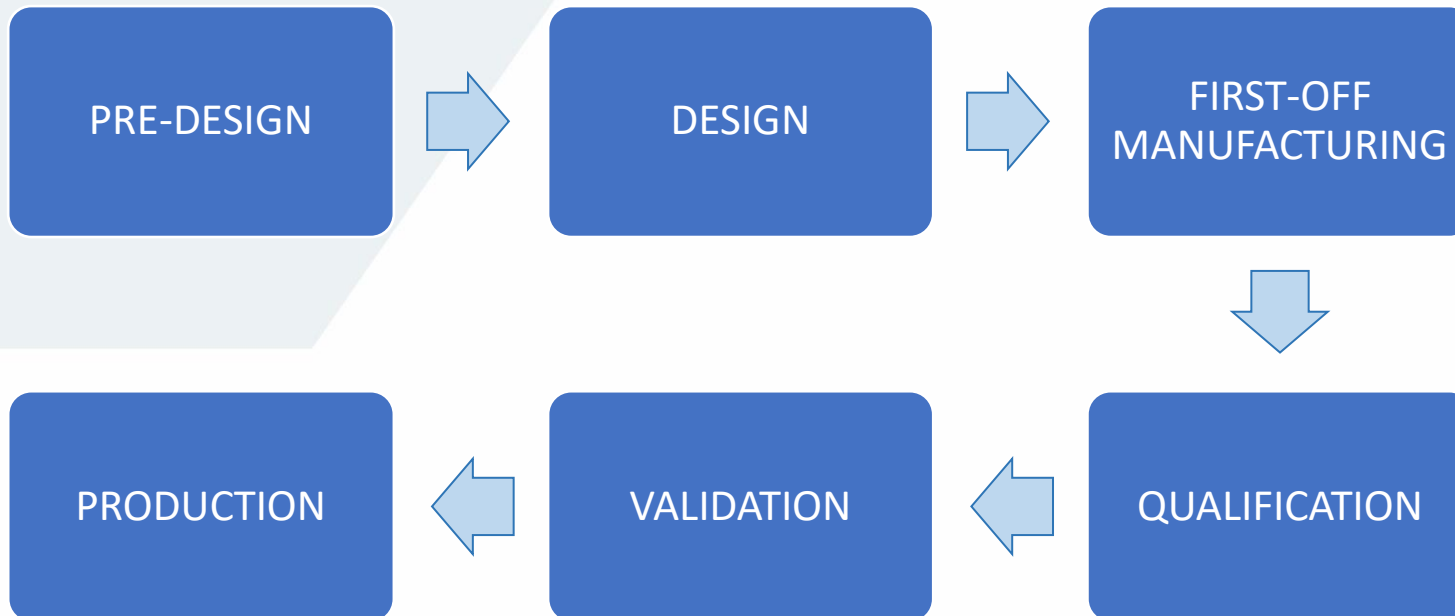 PRE-DESIGN
DESIGN
FIRST-OFF
MANUFACTURING
QUALIFICATION
VALIDATION
PRODUCTION